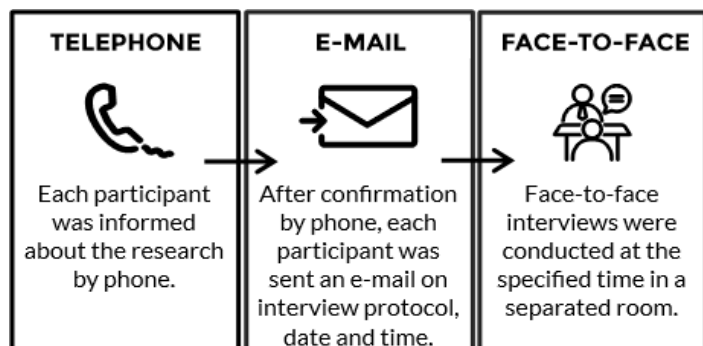 TELEPHONE
Each participant
was informed
about the research
by phone.
E-MAIL
After confirmation
by phone, each
participant was
sent an e-mail on
interview protocol,
date and time.
FACE-TO-FACE
Face-to-face
interviews were
conducted at the
specified time in a
separated room.